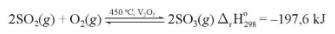 2SO₂(g) + O₂(g) ⇌ 450 °C, V₂O₅ 2SO₃(g) ΔᵣH°₂₉₈ = –197,6 kJ